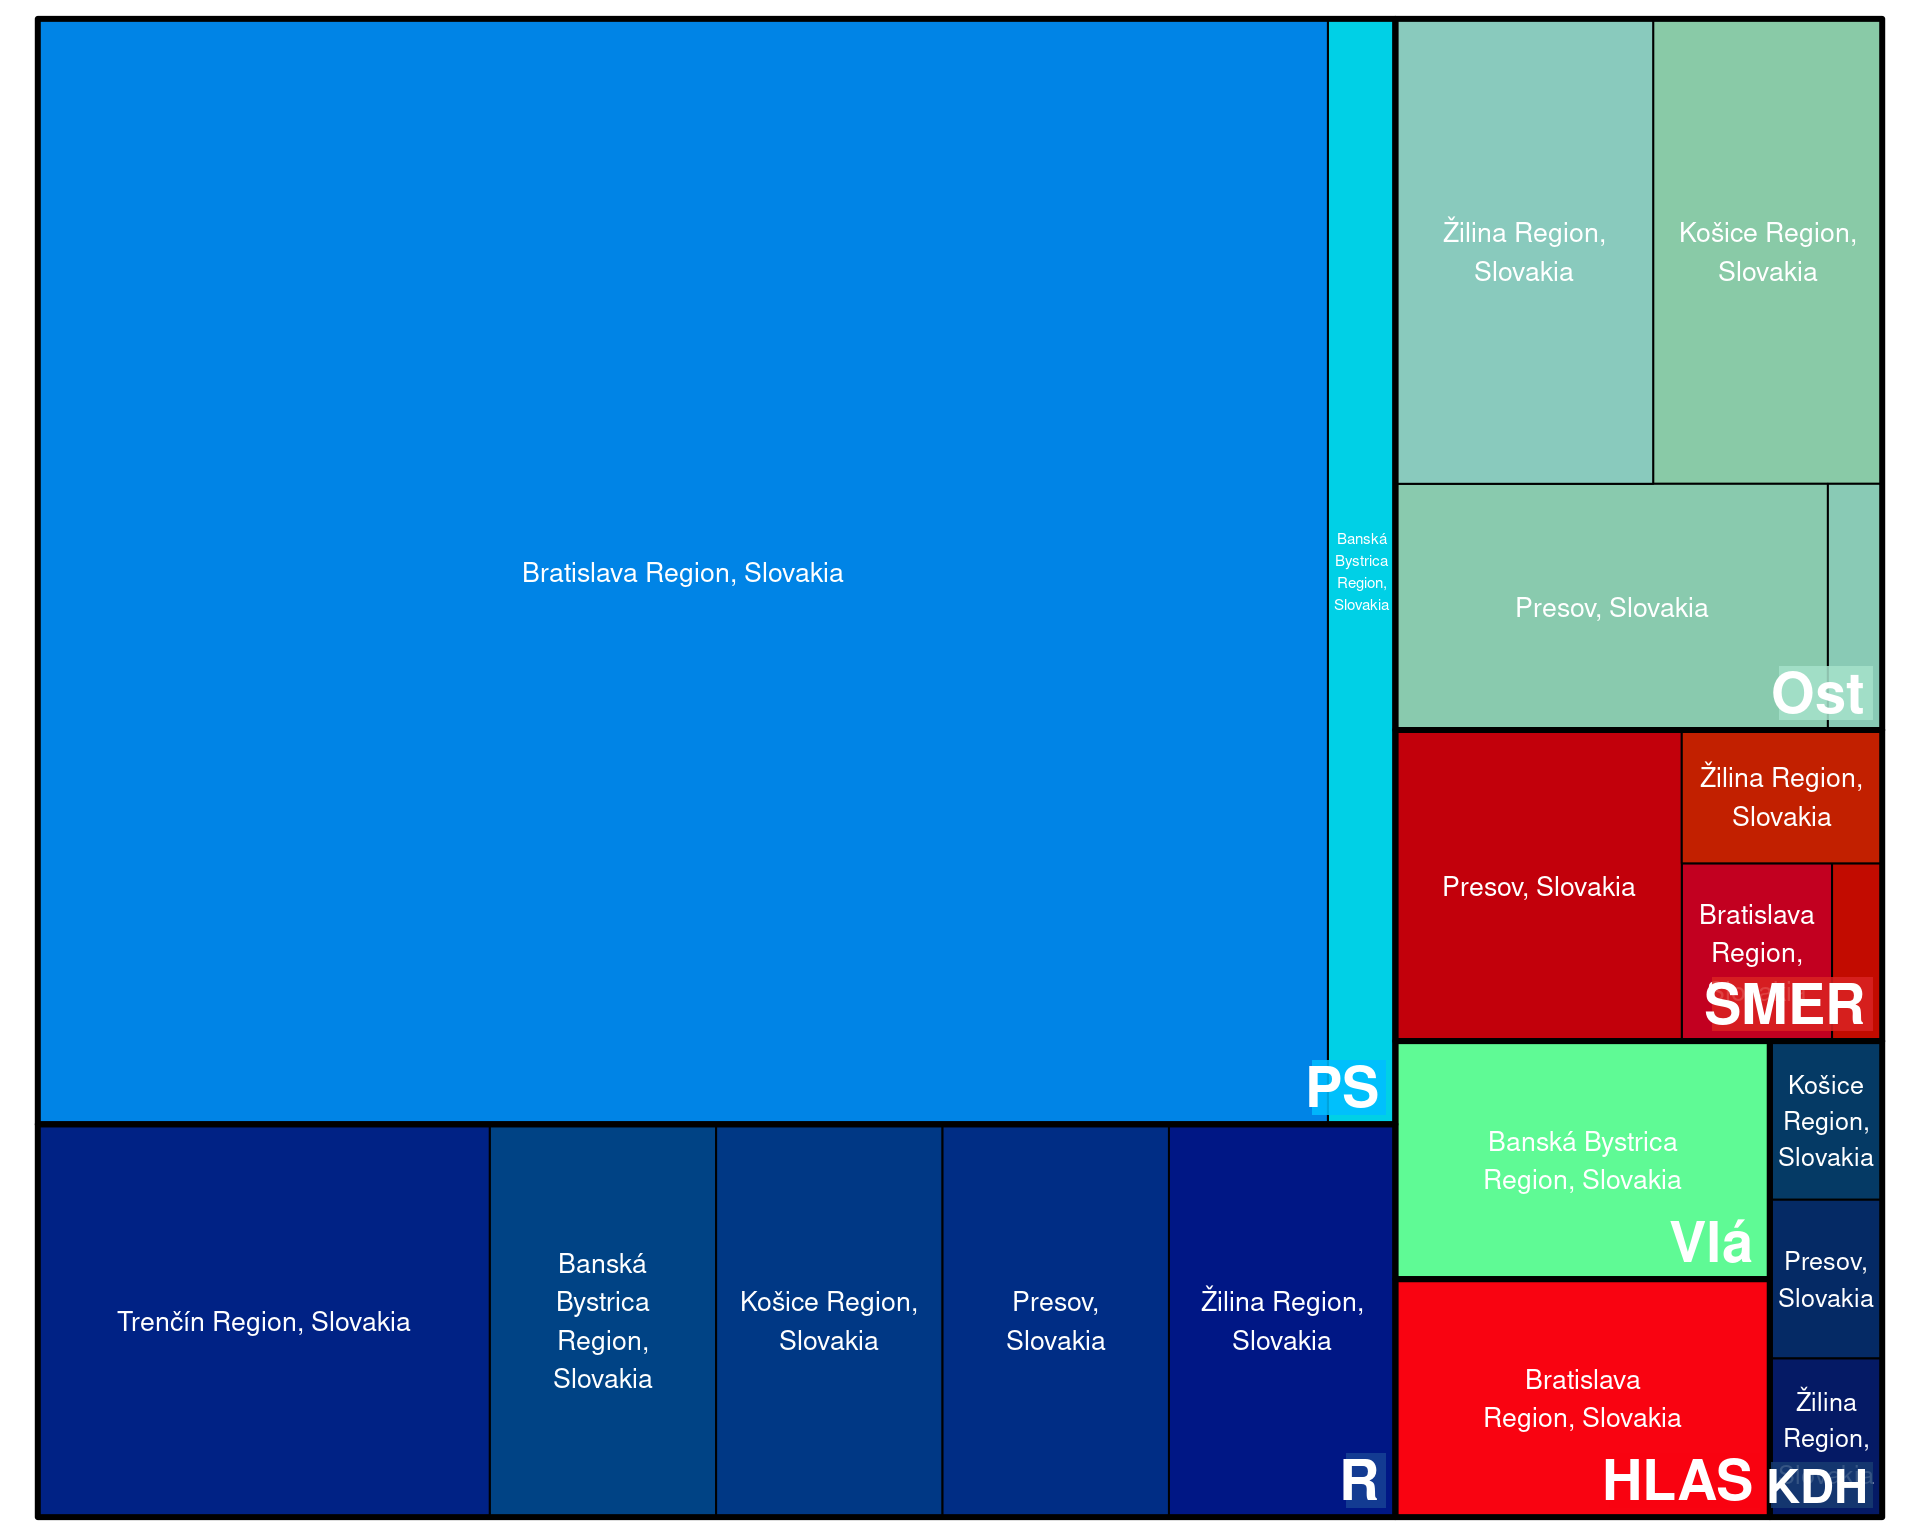 Bratislava Region, Slovakia
Banská
Bystrica
Region,
Slovakia
PS
Trenčín Region, Slovakia
Banská
Bystrica
Region,
Slovakia
Košice Region,
Slovakia
Presov,
Slovakia
Žilina Region,
Slovakia
R
Žilina Region,
Slovakia
Košice Region,
Slovakia
Presov, Slovakia
Ost
Presov, Slovakia
Žilina Region,
Slovakia
Bratislava
Region,
SMER
Banská Bystrica
Region, Slovakia
Vlá
Bratislava
Region, Slovakia
HLAS
Košice
Region,
Slovakia
Presov,
Slovakia
Žilina
Region,
KDH